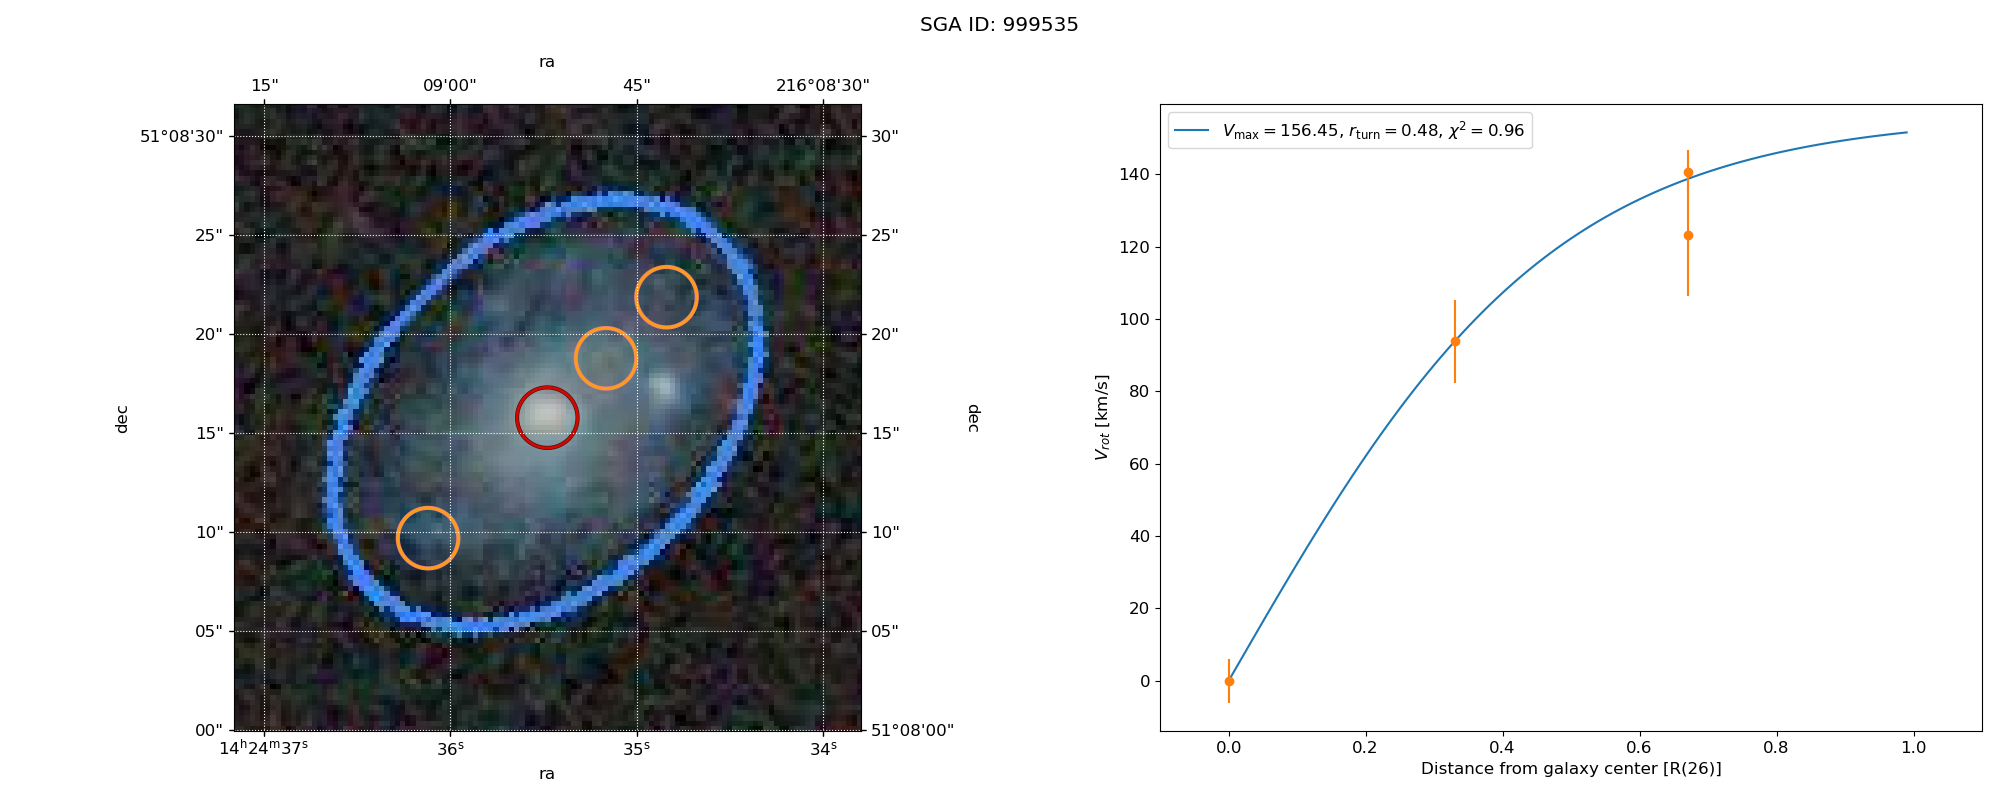 SGA ID: 999535
ra
15" 09'00" 45" 216°08'30"
51°08'30" 30"
25" 25"
20" 20"
15" 15"
10" 10"
05" 05"
00" 51°08'00"
14ʰ24ᵐ37ˢ 36ˢ 35ˢ 34ˢ
ra
dec
dec
V_max = 156.45, r_turn = 0.48, χ² = 0.96
140
120
100
80
60
40
20
0
V_rot [km/s]
0.0 0.2 0.4 0.6 0.8 1.0
Distance from galaxy center [R(26)]